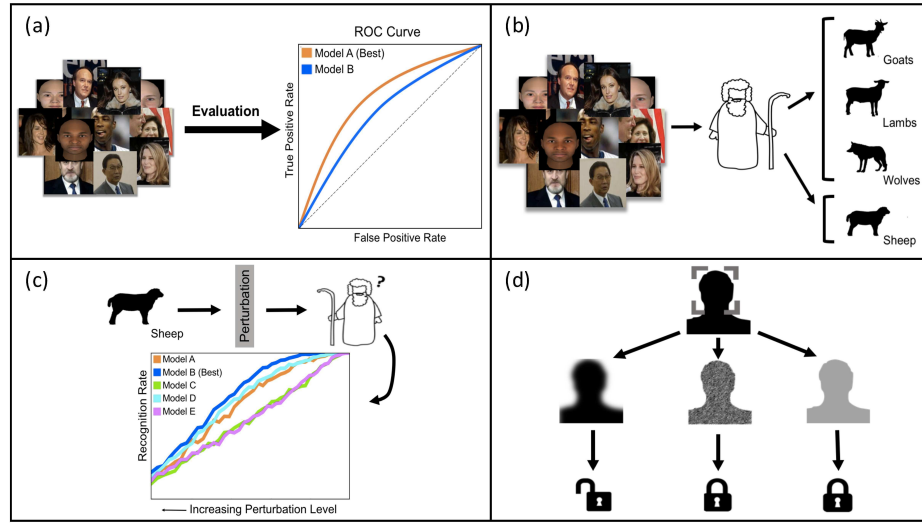 (a)
ROC Curve
Model A (Best)
Model B
Evaluation
True Positive Rate
False Positive Rate
(b)
Goats
Lambs
Wolves
Sheep
(c)
Sheep
Perturbation
?
Model A
Model B (Best)
Model C
Model D
Model E
Recognition Rate
Increasing Perturbation Level
(d)